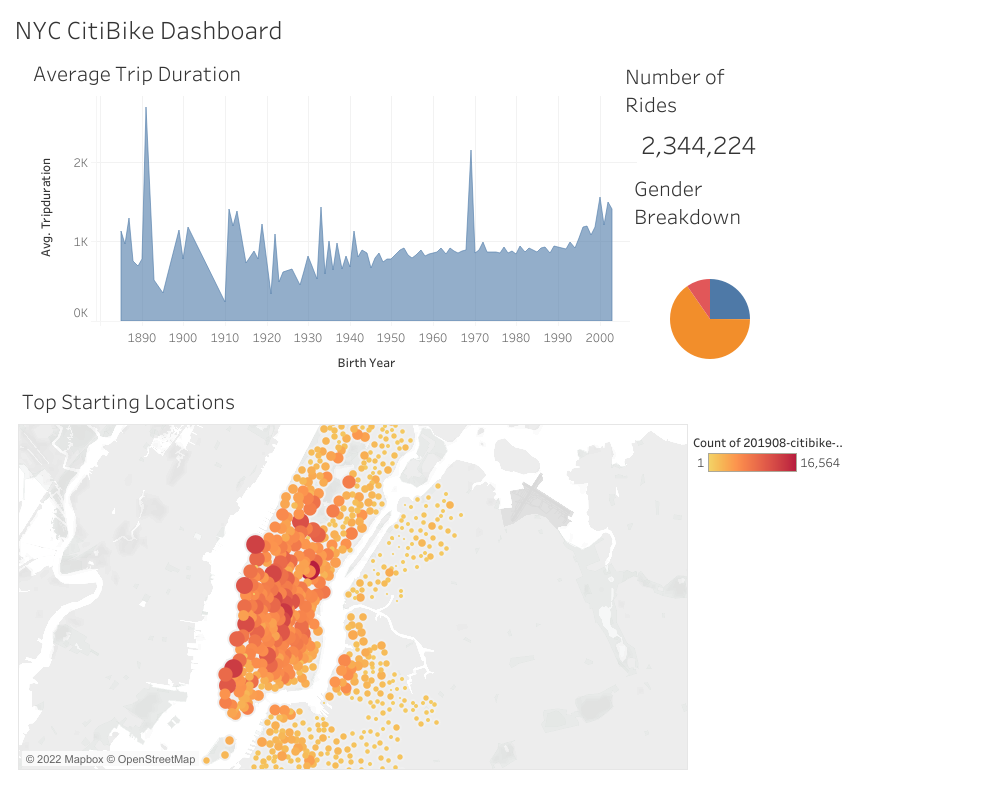 NYC CitiBike Dashboard
Average Trip Duration
Avg. Tripduration
2K
1K
0K
1890 1900 1910 1920 1930 1940 1950 1960 1970 1980 1990 2000
Birth Year
Number of
Rides
2,344,224
Gender
Breakdown
Top Starting Locations
© 2022 Mapbox © OpenStreetMap
Count of 201908-citibike-..
1 16,564